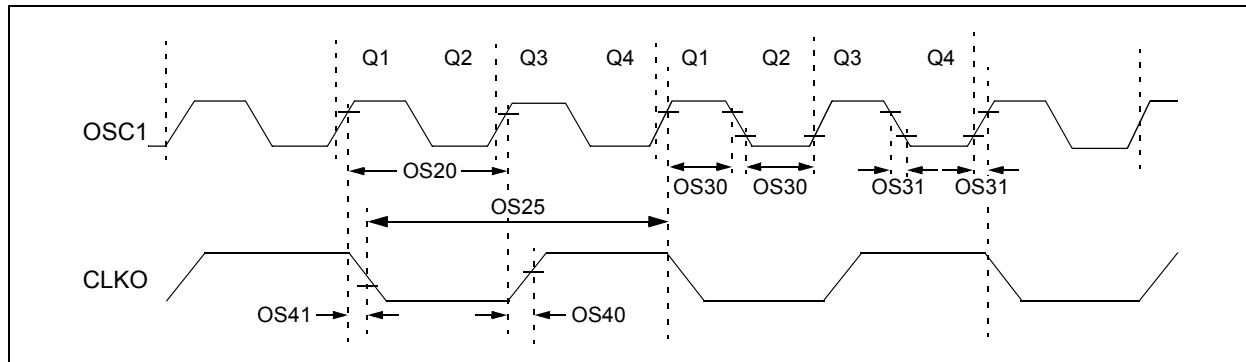 Q1 Q2 Q3 Q4 Q1 Q2 Q3 Q4
OSC1
OS20
OS30 OS30 OS31 OS31
OS25
CLKO
OS41 OS40